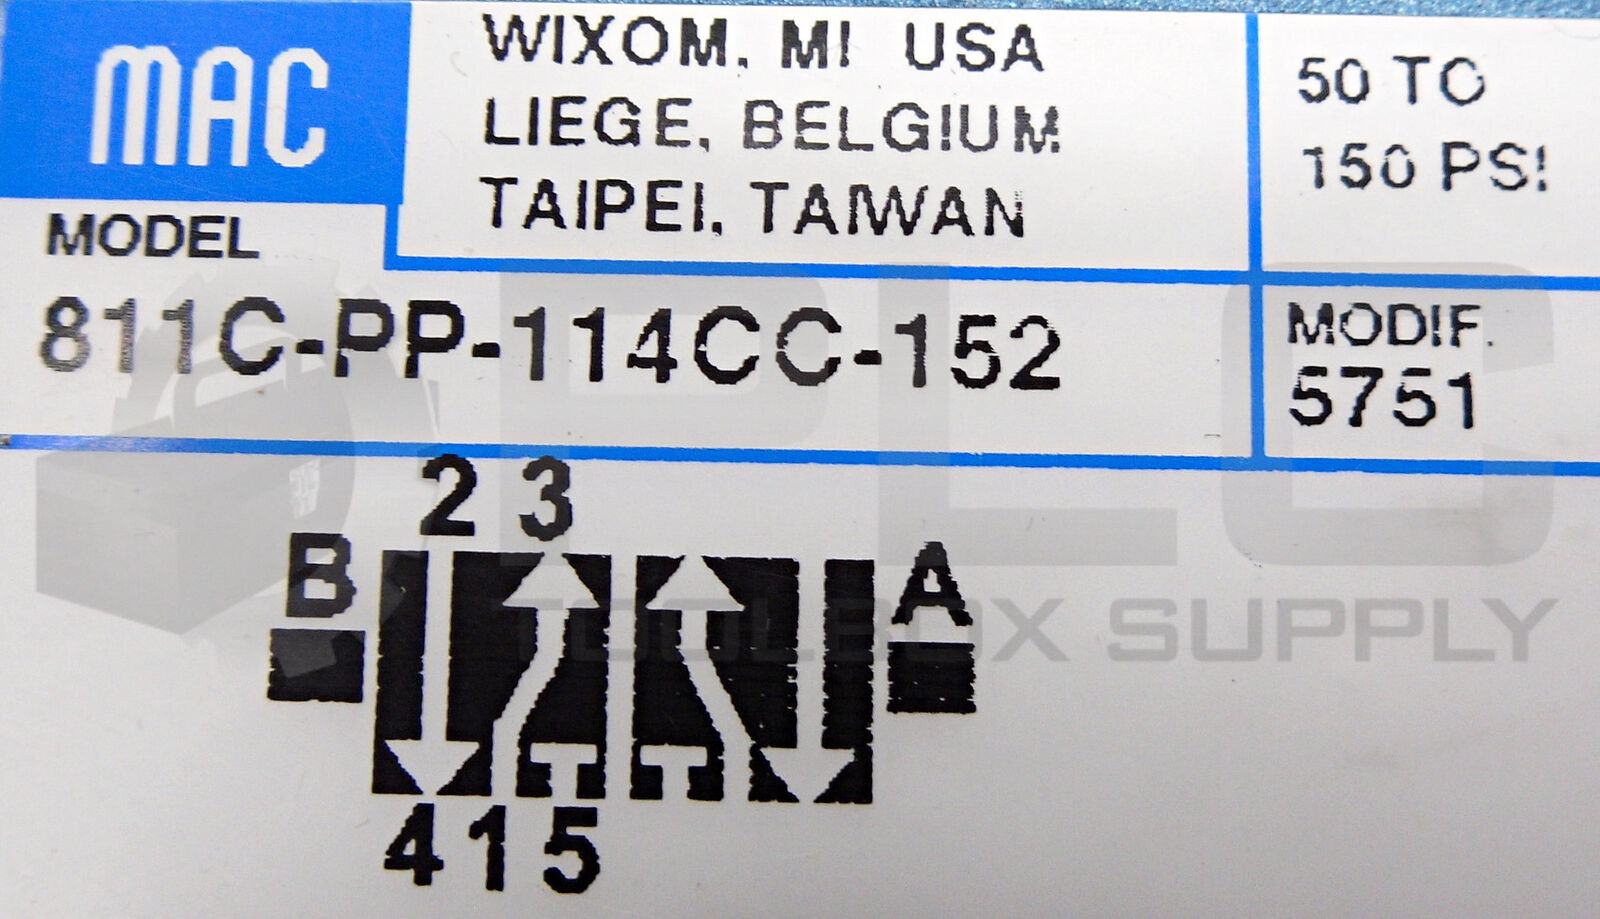 MAC
WIXOM, MI USA
LIEGE, BELGIUM
TAIPEI, TAIWAN
50 TO
150 PSI
MODEL
811C-PP-114CC-152
MODIF.
5751
2 3
B
A
4 1 5
PLC
TOOLBOX SUPPLY